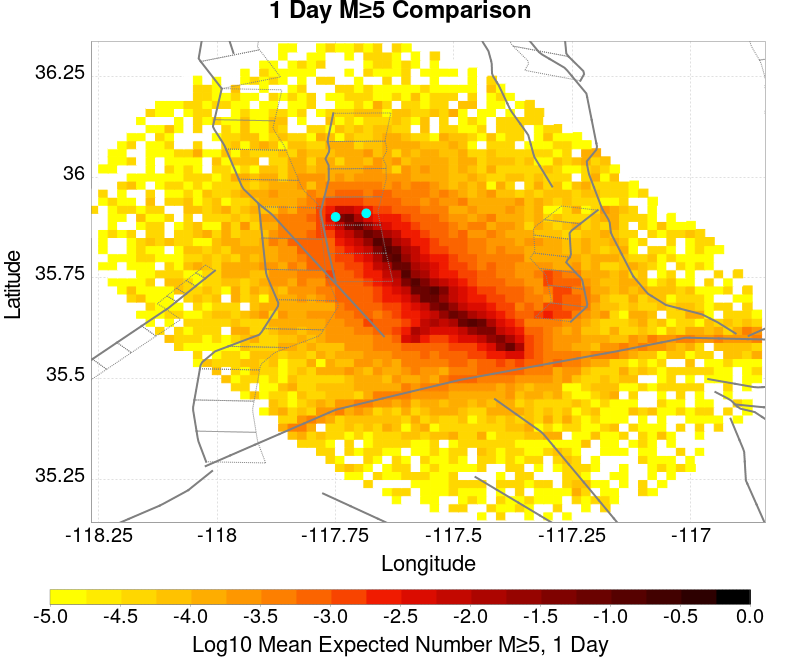 1 Day M≥5 Comparison
36.25
36
35.75
35.5
35.25
Latitude
-118.25 -118 -117.75 -117.5 -117.25 -117
Longitude
-5.0 -4.5 -4.0 -3.5 -3.0 -2.5 -2.0 -1.5 -1.0 -0.5 0.0
Log10 Mean Expected Number M≥5, 1 Day